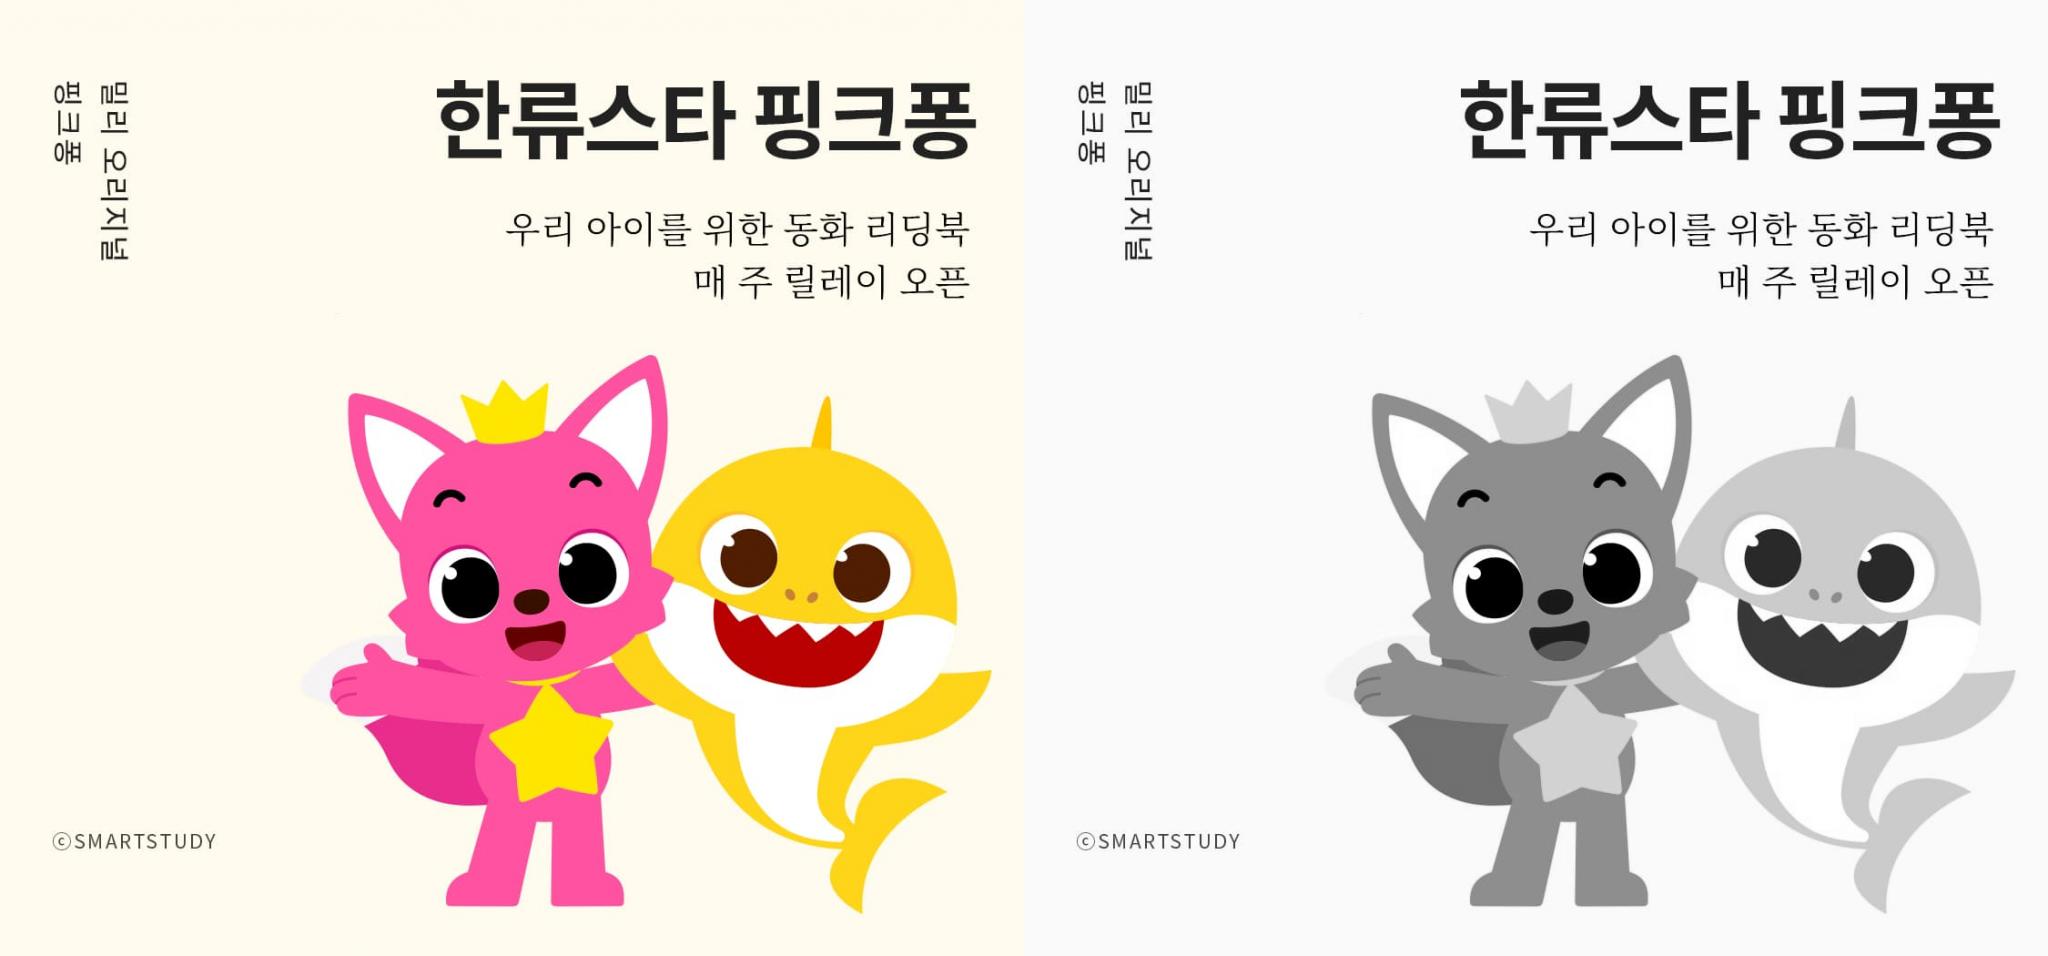 밀리 오리지널
핑크퐁
한류스타 핑크퐁
우리 아이를 위한 동화 리딩북
매 주 릴레이 오픈
ⓒSMARTSTUDY
밀리 오리지널
핑크퐁
한류스타 핑크퐁
우리 아이를 위한 동화 리딩북
매 주 릴레이 오픈
ⓒSMARTSTUDY